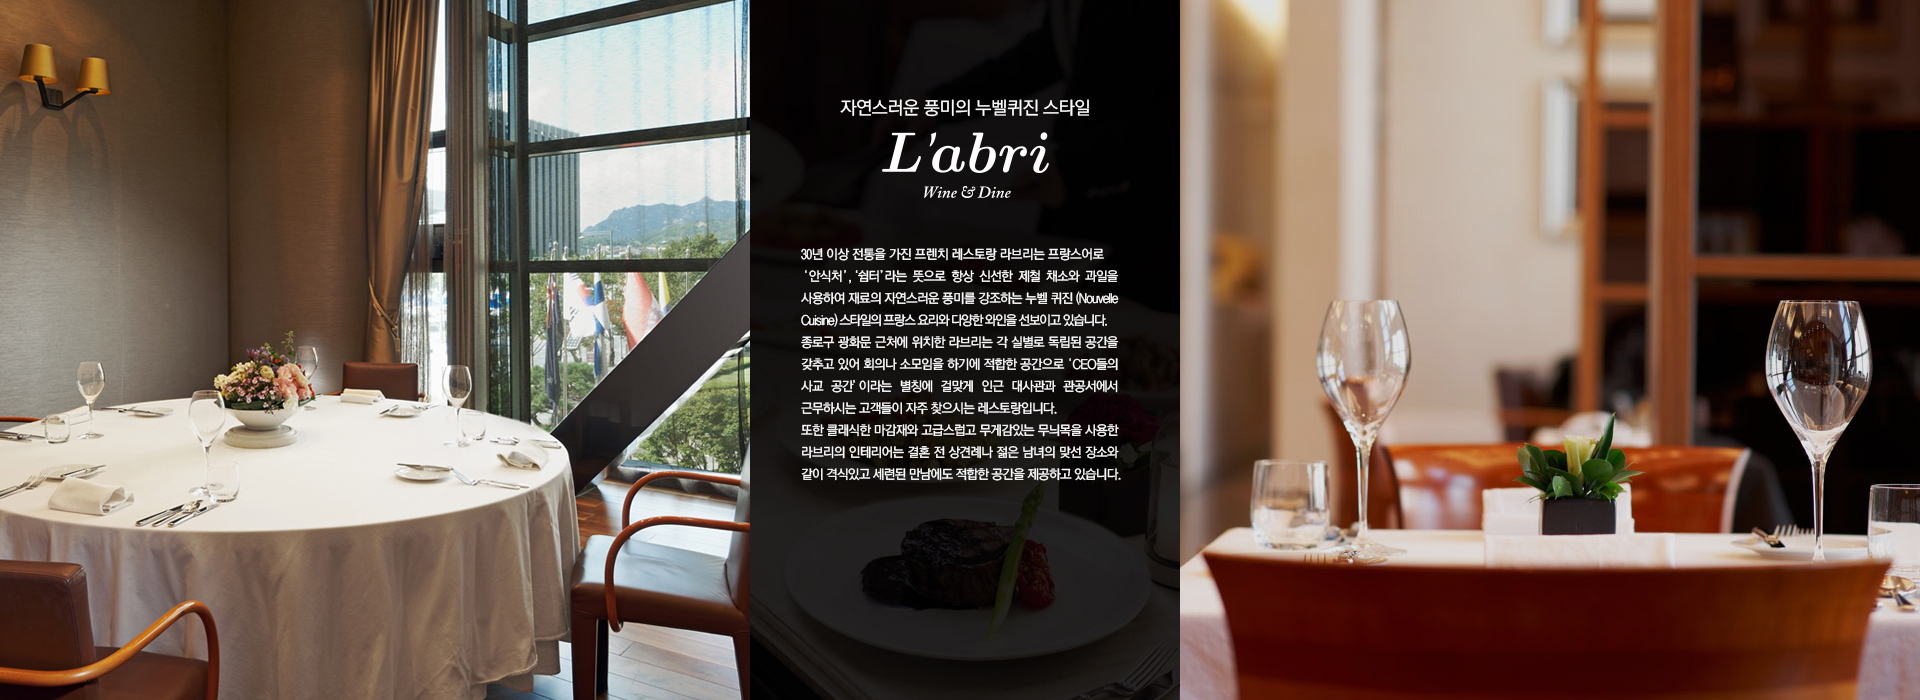 자연스러운 풍미의 누벨퀴진 스타일
L'abri
Wine & Dine
30년 이상 전통을 가진 프렌치 레스토랑 라브리는 프랑스어로
‘안식처’, ‘쉼터’라는 뜻으로 항상 신선한 제철 채소와 과일을
사용하여 재료의 자연스러운 풍미를 강조하는 누벨 퀴진 (Nouvelle
Cuisine) 스타일의 프랑스 요리와 다양한 와인을 선보이고 있습니다.
종로구 광화문 근처에 위치한 라브리는 각 실별로 독립된 공간을
갖추고 있어 회의나 소모임을 하기에 적합한 공간으로 ‘CEO들의
사교 공간’이라는 별칭에 걸맞게 인근 대사관과 관공서에서
근무하시는 고객들이 자주 찾으시는 레스토랑입니다.
또한 클래식한 마감재와 고급스럽고 무게감있는 무늬목을 사용한
라브리의 인테리어는 결혼 전 상견례나 젊은 남녀의 맞선 장소와
같이 격식있고 세련된 만남에도 적합한 공간을 제공하고 있습니다.